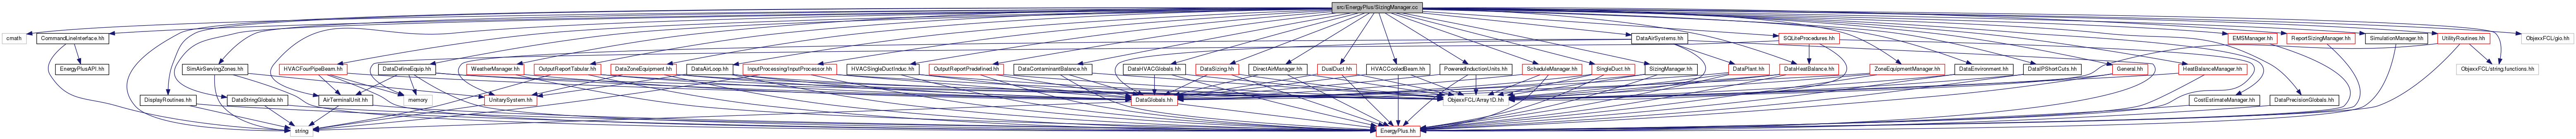 src/EnergyPlus/SizingManager.cc
cmath
CommandLineInterface.hh
DataAirSystems.hh
SQLiteProcedures.hh
EMSManager.hh
ReportSizingManager.hh
SimulationManager.hh
UtilityRoutines.hh
ObjexxFCL/gio.hh
EnergyPlusAPI.hh
SimAirServingZones.hh
HVACFourPipeBeam.hh
DataDefineEquip.hh
WeatherManager.hh
OutputReportTabular.hh
DataZoneEquipment.hh
DataAirLoop.hh
InputProcessing/InputProcessor.hh
HVACSingleDuctInduc.hh
OutputReportPredefined.hh
DataContaminantBalance.hh
DataHVACGlobals.hh
DataSizing.hh
DirectAirManager.hh
DualDuct.hh
HVACCooledBeam.hh
PoweredInductionUnits.hh
ScheduleManager.hh
SingleDuct.hh
SizingManager.hh
DataPlant.hh
DataHeatBalance.hh
ZoneEquipmentManager.hh
DataEnvironment.hh
DataIPShortCuts.hh
General.hh
HeatBalanceManager.hh
ObjexxFCL/string.functions.hh
DisplayRoutines.hh
DataStringGlobals.hh
AirTerminalUnit.hh
memory
UnitarySystem.hh
DataGlobals.hh
ObjexxFCL/Array1D.hh
CostEstimateManager.hh
DataPrecisionGlobals.hh
string
EnergyPlus.hh